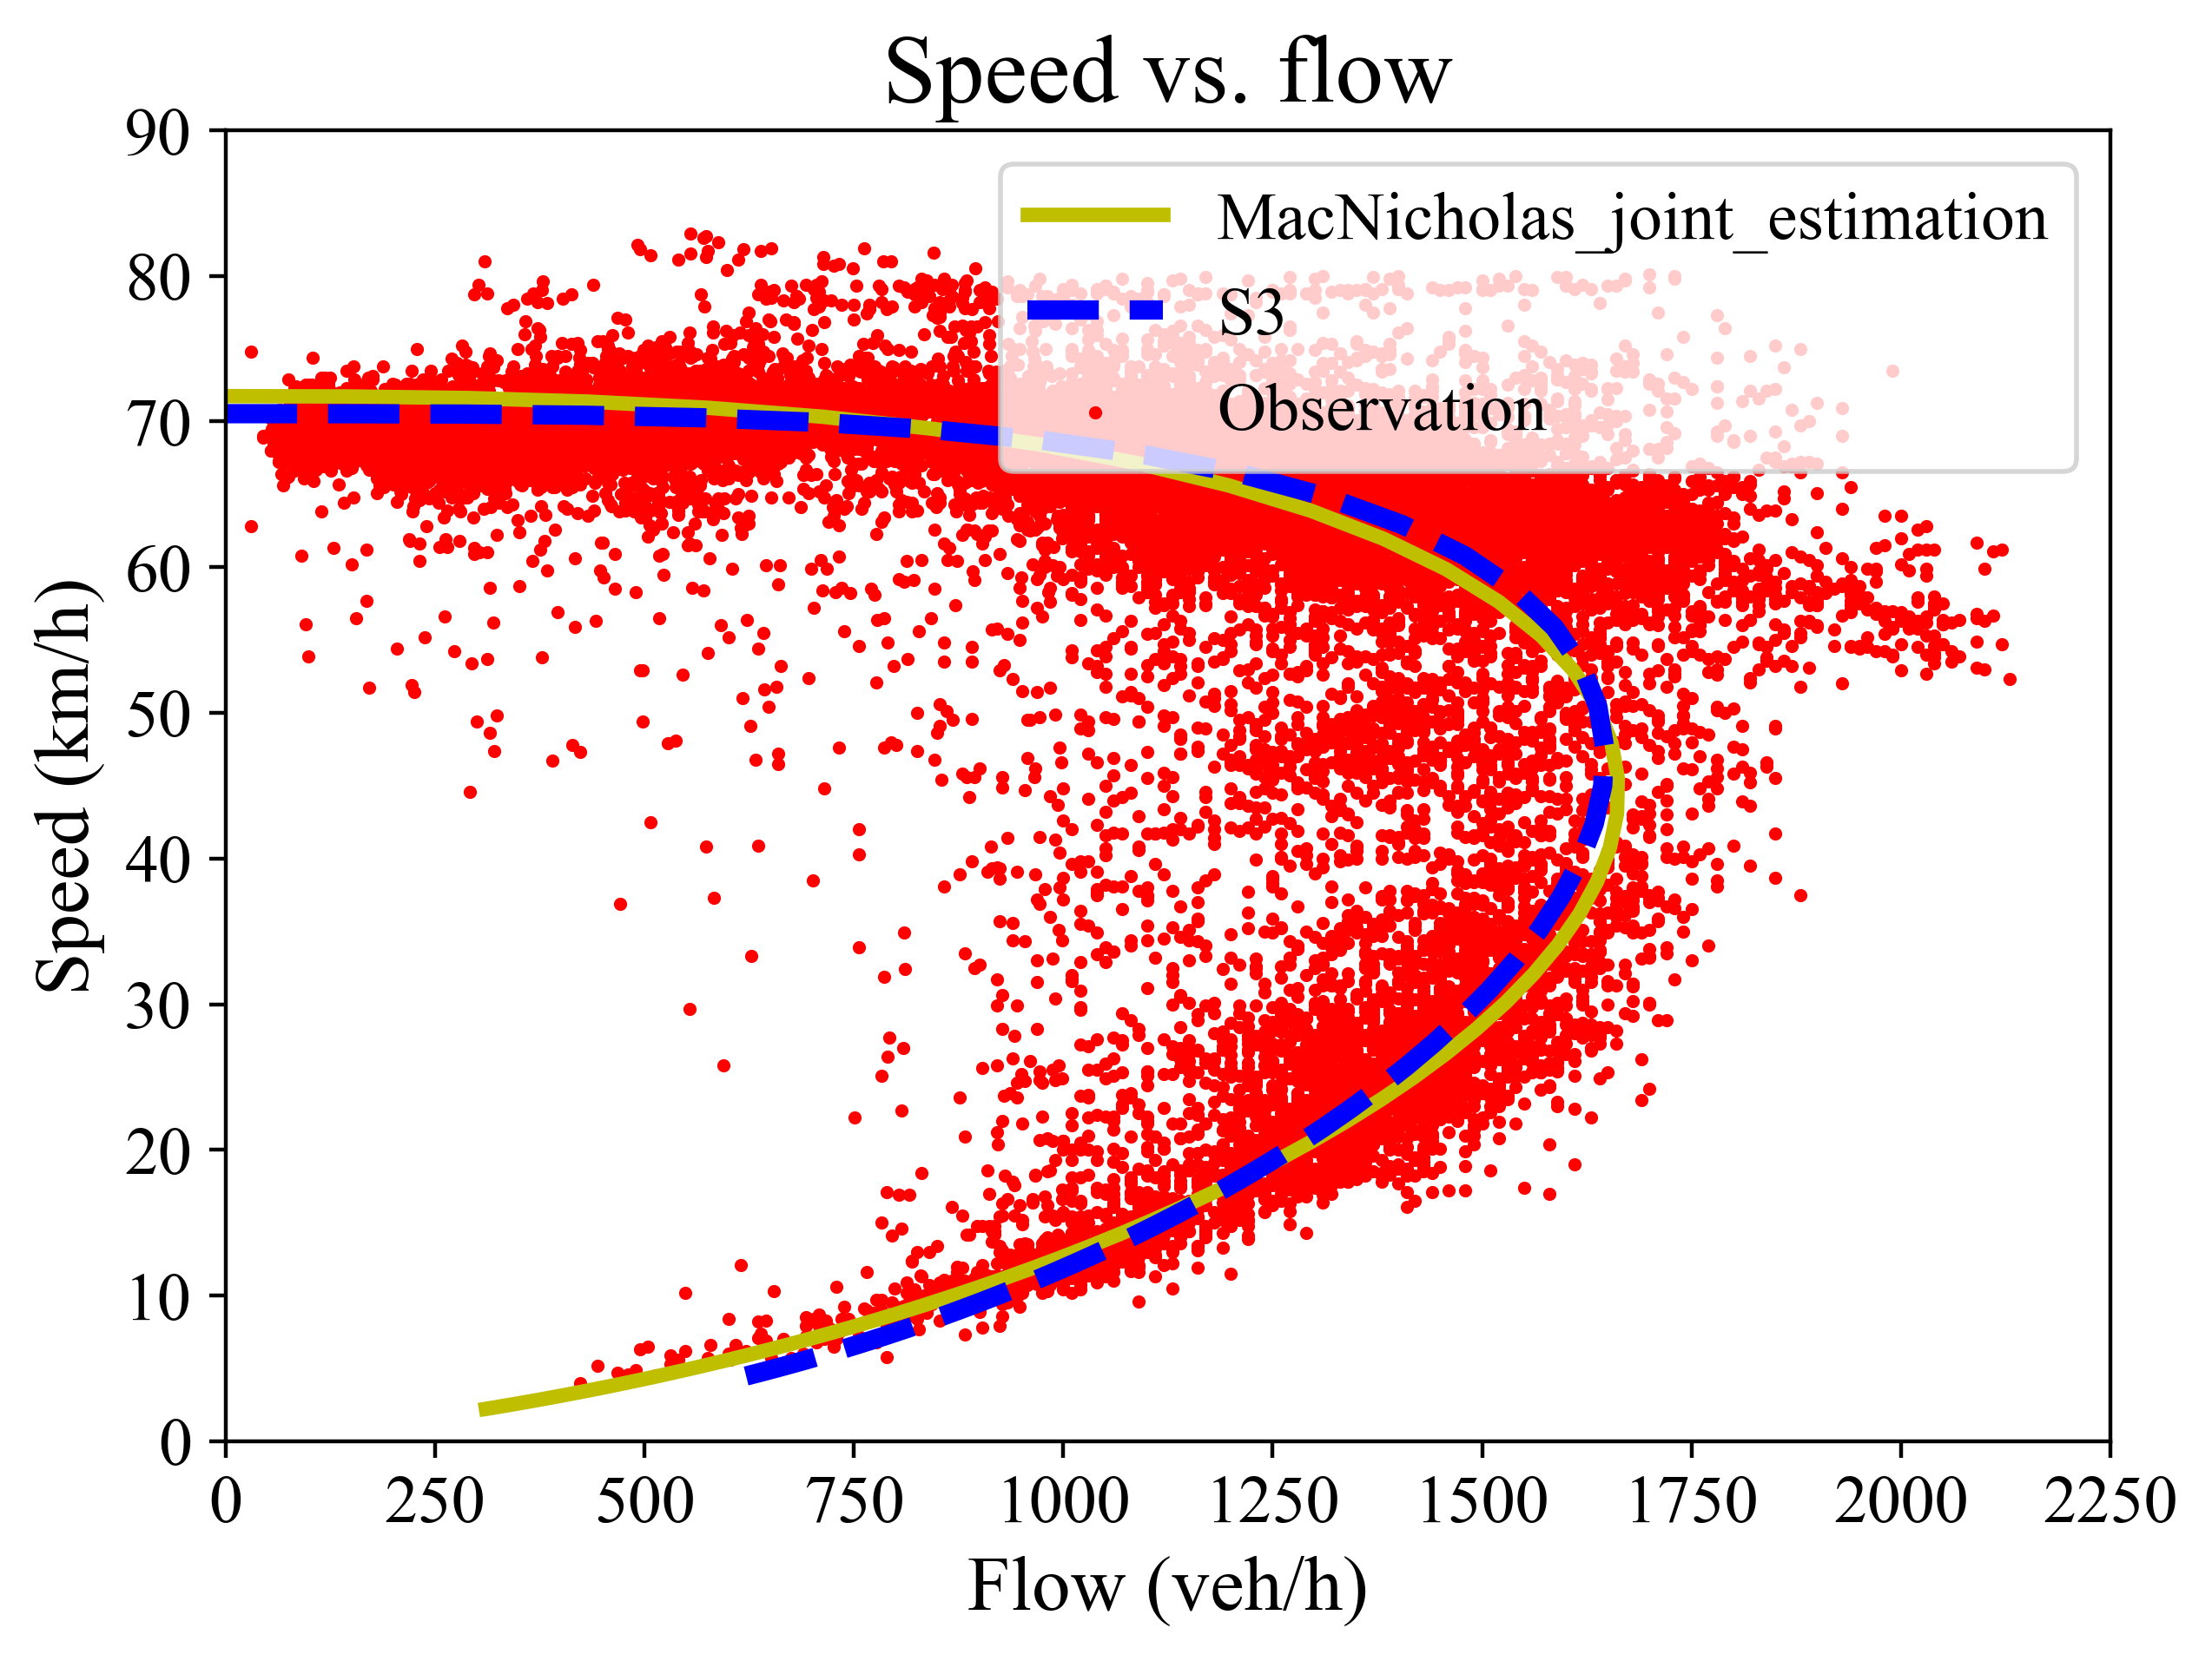 Speed vs. flow
90
80
70
60
50
40
30
20
10
0
Speed (km/h)
MacNicholas_joint_estimation
S3
Observation
0 250 500 750 1000 1250 1500 1750 2000 2250
Flow (veh/h)